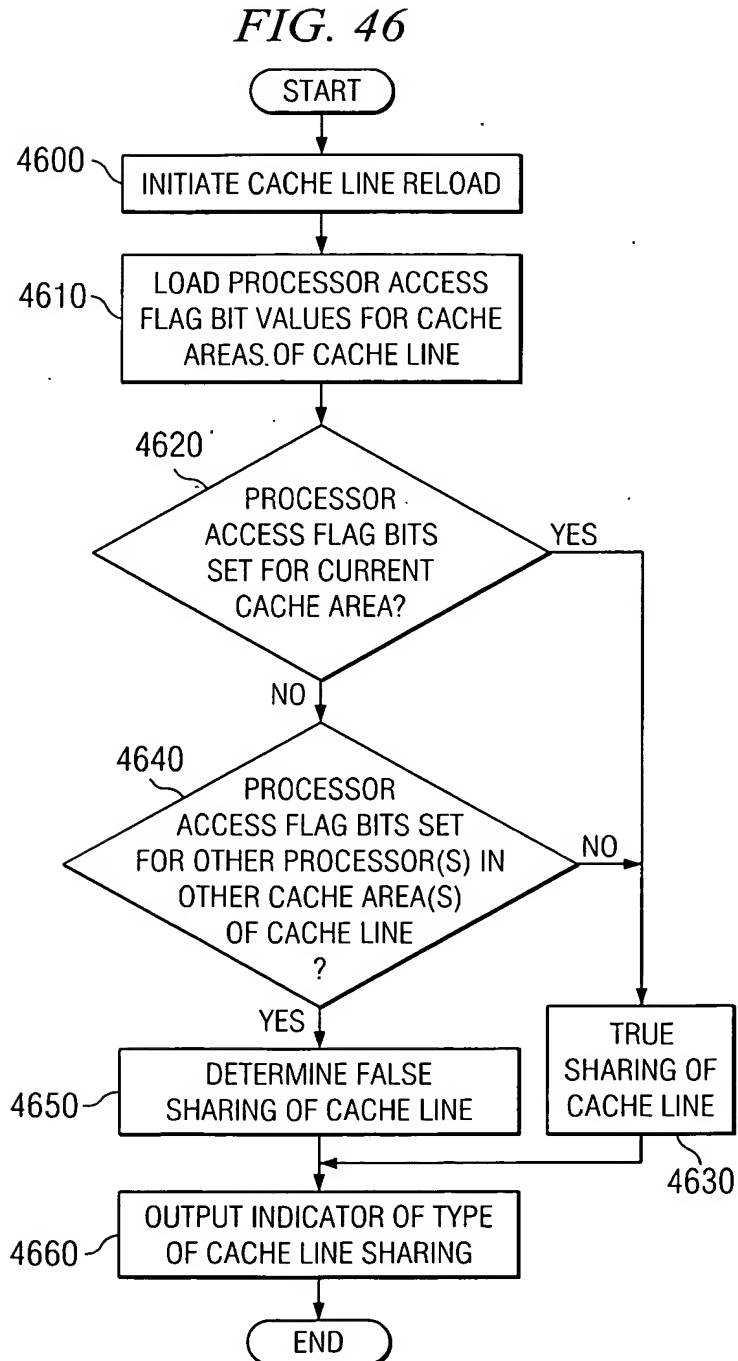 FIG. 46
START
4600
INITIATE CACHE LINE RELOAD
4610
LOAD PROCESSOR ACCESS
FLAG BIT VALUES FOR CACHE
AREAS. OF CACHE LINE
4620
PROCESSOR
ACCESS FLAG BITS
SET FOR CURRENT
CACHE AREA?
YES
NO
4640
PROCESSOR
ACCESS FLAG BITS SET
FOR OTHER PROCESSOR(S) IN
OTHER CACHE AREA(S)
OF CACHE LINE
?
NO
YES
4650
DETERMINE FALSE
SHARING OF CACHE LINE
TRUE
SHARING OF
CACHE LINE
4630
4660
OUTPUT INDICATOR OF TYPE
OF CACHE LINE SHARING
END